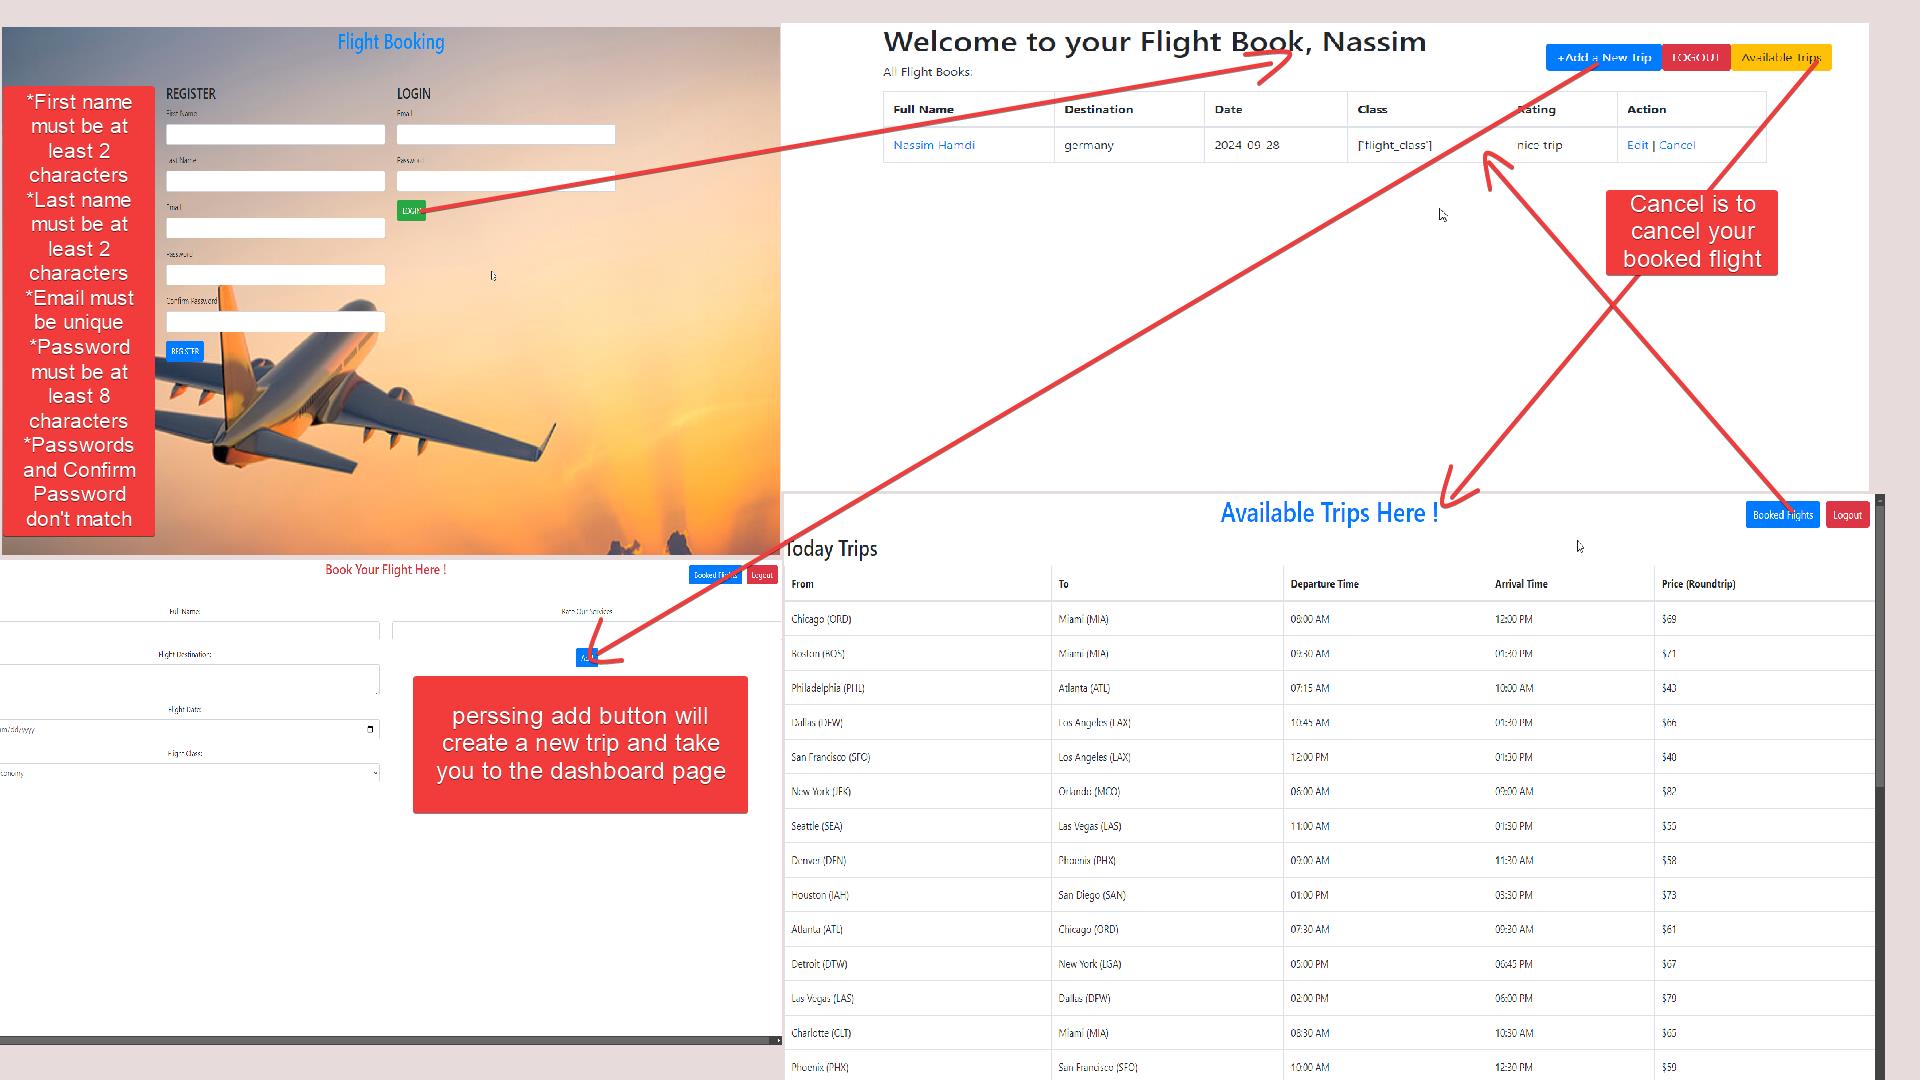 Flight Booking
*First name
must be at
least 2
characters
*Last name
must be at
least 2
characters
*Email must
be unique
*Password
must be at
least 8
characters
*Passwords
and Confirm
Password
don't match
REGISTER
First Name
Last Name
Email
Password
Confirm Password
REGISTER
LOGIN
Email
Password
LOGIN
Welcome to your Flight Book, Nassim
All Flight Books:
+Add a New Trip LOGOUT Available Trips
Full Name Destination Date Class Rating Action
Nassim Hamdi germany 2024-09-28 ['flight_class'] nice trip Edit | Cancel
Cancel is to
cancel your
booked flight
Book Your Flight Here !
Booked Flights Logout
Full Name:
Flight Destination:
Flight Date:
mm/dd/yyyy
Flight Class:
conomy
Rate Our Services
Add
perssing add button will
create a new trip and take
you to the dashboard page
Available Trips Here !
Booked Flights Logout
Today Trips
From To Departure Time Arrival Time Price (Roundtrip)
Chicago (ORD) Miami (MIA) 08:00 AM 12:00 PM $69
Boston (BOS) Miami (MIA) 09:30 AM 01:30 PM $71
Philadelphia (PHL) Atlanta (ATL) 07:15 AM 10:00 AM $43
Dallas (DFW) Los Angeles (LAX) 10:45 AM 01:30 PM $66
San Francisco (SFO) Los Angeles (LAX) 12:00 PM 01:30 PM $48
New York (JFK) Orlando (MCO) 06:00 AM 09:00 AM $82
Seattle (SEA) Las Vegas (LAS) 11:00 AM 01:30 PM $55
Denver (DEN) Phoenix (PHX) 09:00 AM 11:30 AM $58
Houston (IAH) San Diego (SAN) 01:00 PM 03:30 PM $73
Atlanta (ATL) Chicago (ORD) 07:30 AM 09:30 AM $61
Detroit (DTW) New York (LGA) 05:00 PM 06:45 PM $67
Las Vegas (LAS) Dallas (DFW) 02:00 PM 06:00 PM $79
Charlotte (CLT) Miami (MIA) 08:30 AM 10:30 AM $65
Phoenix (PHX) San Francisco (SFO) 10:00 AM 12:30 PM $59